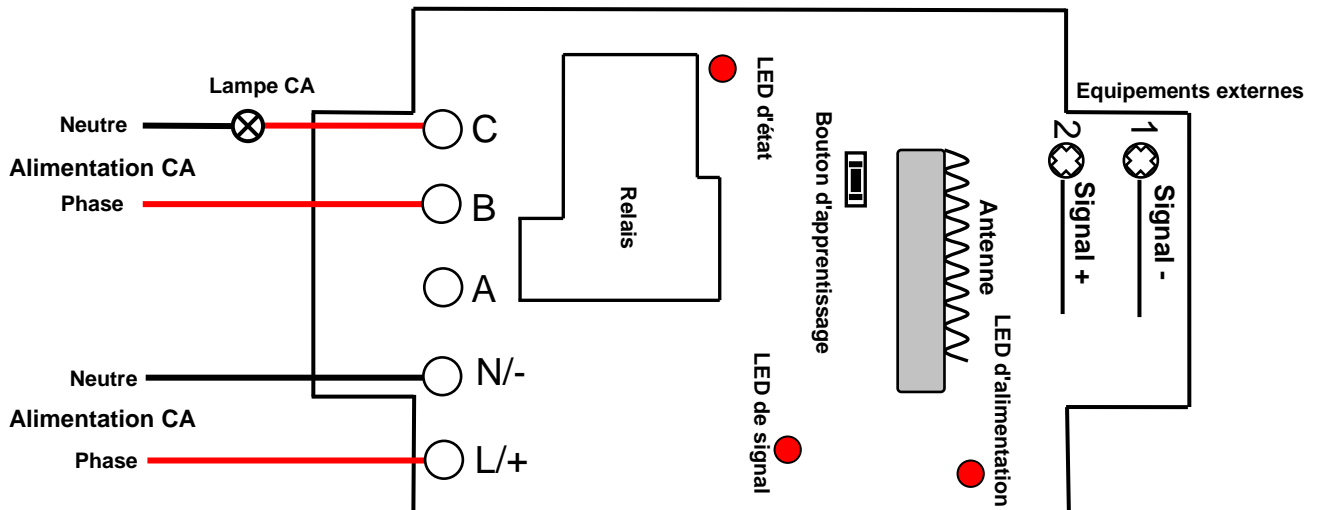 Lampe CA
Neutre
Alimentation CA
Phase
Neutre
Alimentation CA
Phase
C
B
A
N/-
L/+
Relais
LED d'état
Bouton d'apprentissage
LED de signal
Antenne
LED d'alimentation
Equipements externes
2
1
Signal +
Signal -